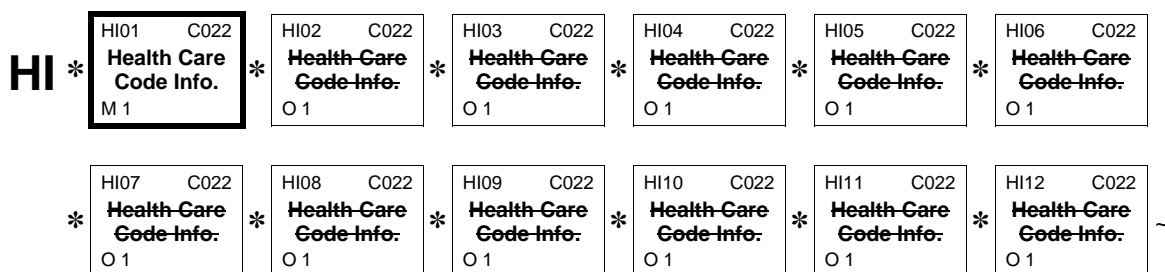 HI01 C022 HI02 C022 HI03 C022 HI04 C022 HI05 C022 HI06 C022
HI * Health Care * Health Care * Health Care * Health Care * Health Care * Health Care
Code Info. Code Info. Code Info. Code Info. Code Info. Code Info.
M 1 O 1 O 1 O 1 O 1 O 1
HI07 C022 HI08 C022 HI09 C022 HI10 C022 HI11 C022 HI12 C022
* Health Care * Health Care * Health Care * Health Care * Health Care * Health Care ~
Code Info. Code Info. Code Info. Code Info. Code Info. Code Info.
O 1 O 1 O 1 O 1 O 1 O 1